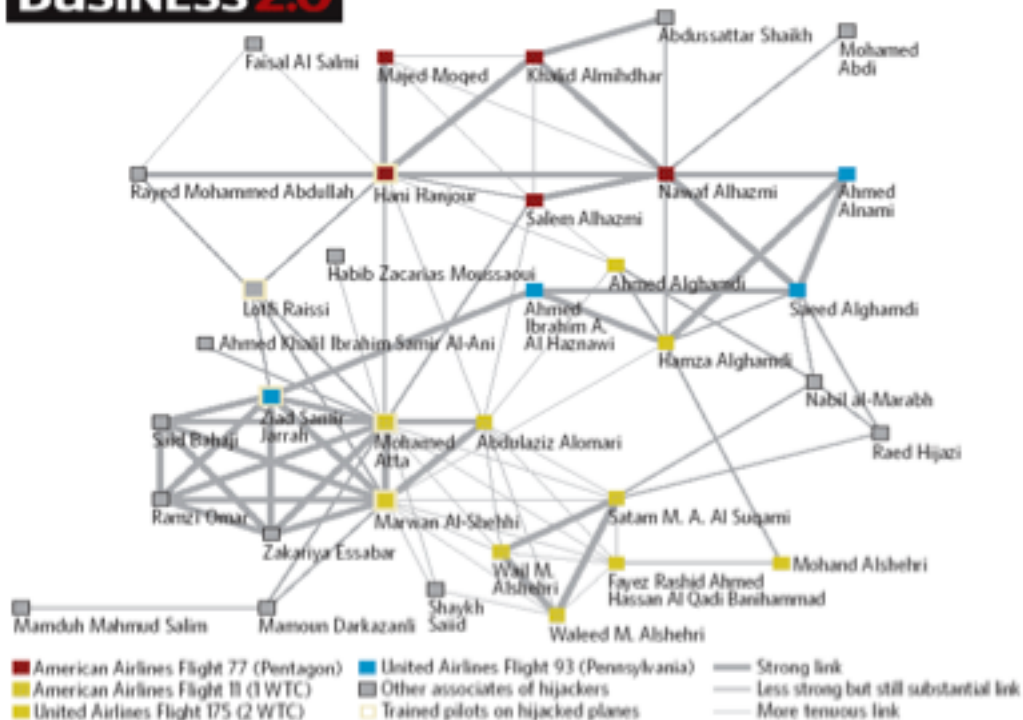 BUSINESS 2.0
Abdussattar Shaikh
Faisal Al Salmi
Mohamed
Abdi
Majed Moqed
Khalid Almihdhar
Rayed Mohammed Abdullah
Hani Hanjour
Nawaf Alhazmi
Ahmed
Alnami
Salem Alhazmi
Habib Zacarias Moussaoui
Ahmed Alghamdi
Lotfi Raissi
Ahmed
Ibrahim A.
Al Haznawi
Saeed Alghamdi
Ahmed Khalil Ibrahim Samir Al-Ani
Hamza Alghamdi
Nabil al-Marabh
Ziad Samir
Jarrah
Said Bahaji
Mohamed
Atta
Abdulaziz Alomari
Raed Hijazi
Ramzi Omar
Marwan Al-Shehhi
Satam M. A. Al Suqami
Zakariya Essabar
Wail M.
Alshehri
Fayez Rashid Ahmed
Hassan Al Qadi Banihammad
Mohand Alshehri
Shaykh
Saiid
Mamduh Mahmud Salim
Mamoun Darkazanli
Waleed M. Alshehri
American Airlines Flight 77 (Pentagon)
American Airlines Flight 11 (1 WTC)
United Airlines Flight 175 (2 WTC)
United Airlines Flight 93 (Pennsylvania)
Other associates of hijackers
Trained pilots on hijacked planes
Strong link
Less strong but still substantial link
More tenuous link